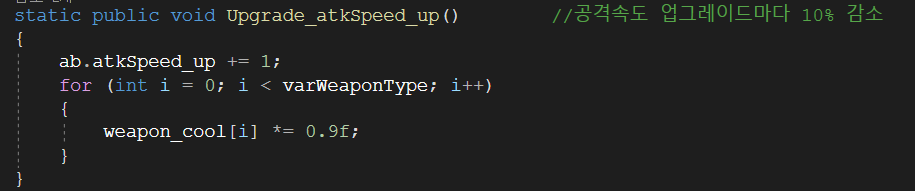 static public void Upgrade_atkSpeed_up() //공격속도 업그레이드마다 10% 감소
{
ab.atkSpeed_up += 1;
for (int i = 0; i < varWeaponType; i++)
{
weapon_cool[i] *= 0.9f;
}
}